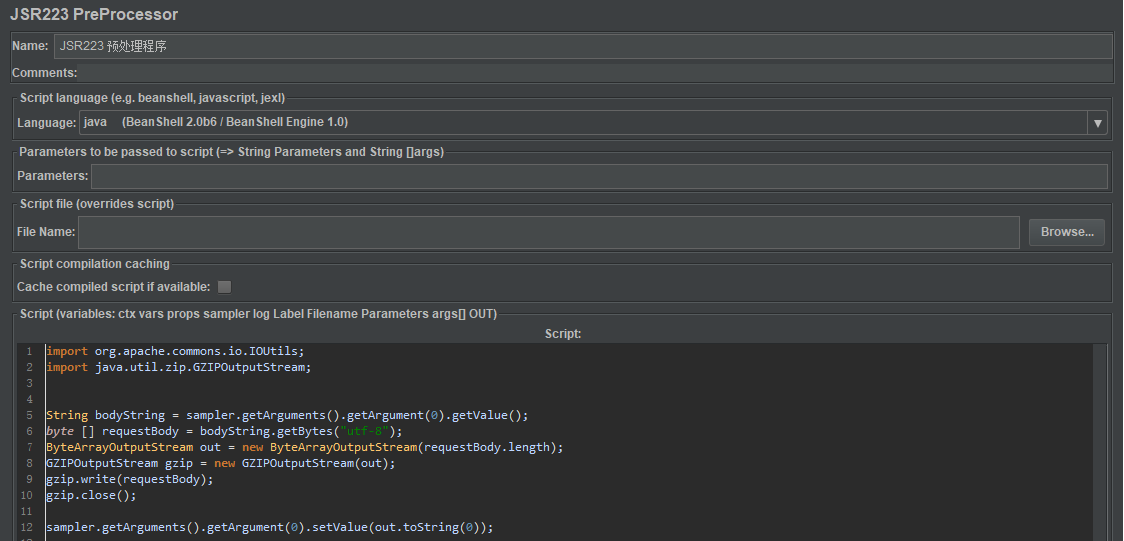 JSR223 PreProcessor
Name: JSR223 预处理程序
Comments:
Script language (e.g. beanshell, javascript, jexl)
Language: java (BeanShell 2.0b6 / BeanShell Engine 1.0)
Parameters to be passed to script (=> String Parameters and String []args)
Parameters:
Script file (overrides script)
File Name: Browse...
Script compilation caching
Cache compiled script if available:
Script (variables: ctx vars props sampler log Label Filename Parameters args[] OUT)
Script:
1 import org.apache.commons.io.IOUtils;
2 import java.util.zip.GZIPOutputStream;
3
4
5 String bodyString = sampler.getArguments().getArgument(0).getValue();
6 byte [] requestBody = bodyString.getBytes("utf-8");
7 ByteArrayOutputStream out = new ByteArrayOutputStream(requestBody.length);
8 GZIPOutputStream gzip = new GZIPOutputStream(out);
9 gzip.write(requestBody);
10 gzip.close();
11
12 sampler.getArguments().getArgument(0).setValue(out.toString(0));